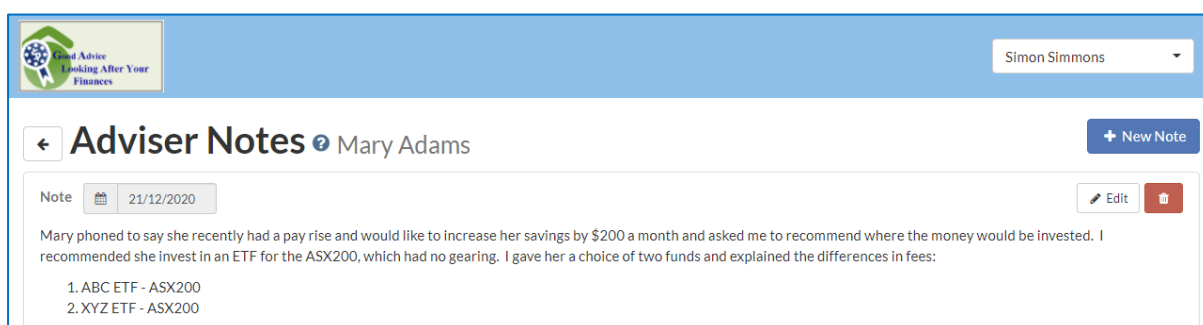 Good Advice
Looking After Your
Finances
Simon Simmons
Adviser Notes ? Mary Adams
+ New Note
Note 21/12/2020 Edit
Mary phoned to say she recently had a pay rise and would like to increase her savings by $200 a month and asked me to recommend where the money would be invested. I
recommended she invest in an ETF for the ASX200, which had no gearing. I gave her a choice of two funds and explained the differences in fees:
1. ABC ETF - ASX200
2. XYZ ETF - ASX200